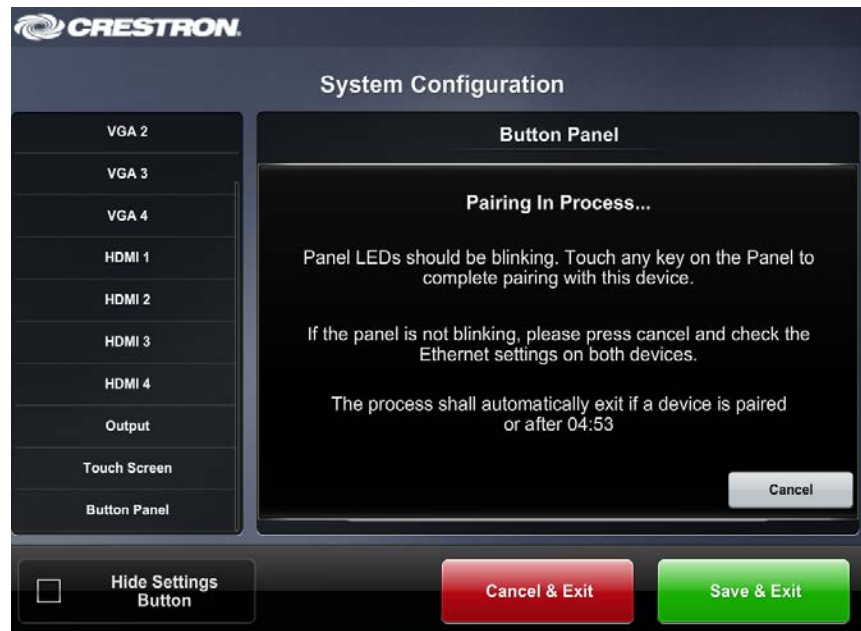 CRESTRON.
System Configuration
VGA 2
VGA 3
VGA 4
HDMI 1
HDMI 2
HDMI 3
HDMI 4
Output
Touch Screen
Button Panel
Button Panel
Pairing In Process...
Panel LEDs should be blinking. Touch any key on the Panel to
complete pairing with this device.
If the panel is not blinking, please press cancel and check the
Ethernet settings on both devices.
The process shall automatically exit if a device is paired
or after 04:53
Cancel
Hide Settings
Button
Cancel & Exit
Save & Exit